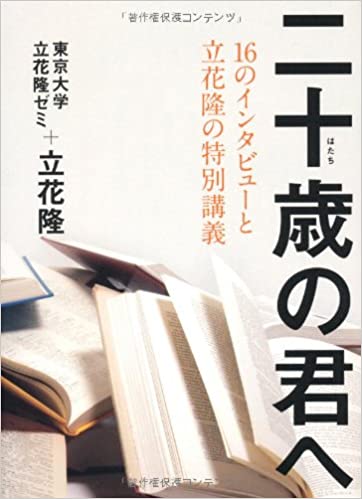 「著作権保護コンテンツ」
二十歳の君へ
はたち
16のインタビューと
立花隆の特別講義
東京大学
立花隆ゼミ+立花隆
「著作権保護コンテンツ」